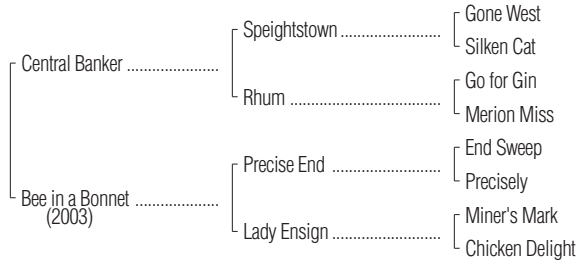 Gone West
Speightstown ........................
Silken Cat
Central Banker ......................
Go for Gin
Rhum ....................................
Merion Miss
End Sweep
Precise End ..........................
Precisely
Bee in a Bonnet ....................
(2003)
Miner's Mark
Lady Ensign ..........................
Chicken Delight